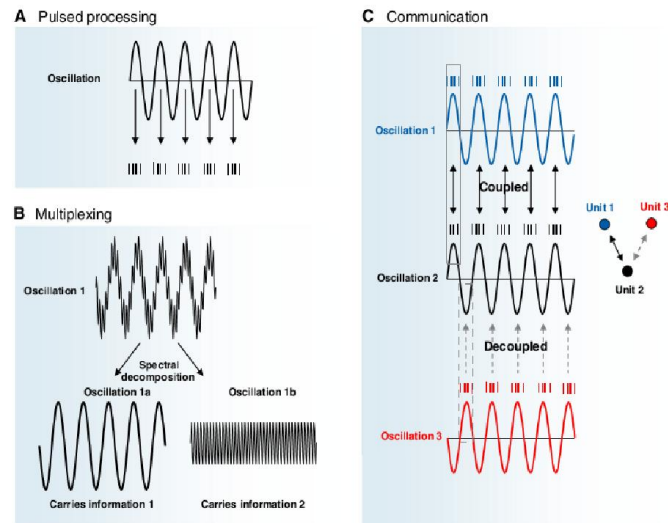 A Pulsed processing
Oscillation
B Multiplexing
Oscillation 1
Spectral
decomposition
Oscillation 1a
Oscillation 1b
Carries information 1
Carries information 2
C Communication
Oscillation 1
Coupled
Oscillation 2
Decoupled
Oscillation 3
Unit 1
Unit 3
Unit 2